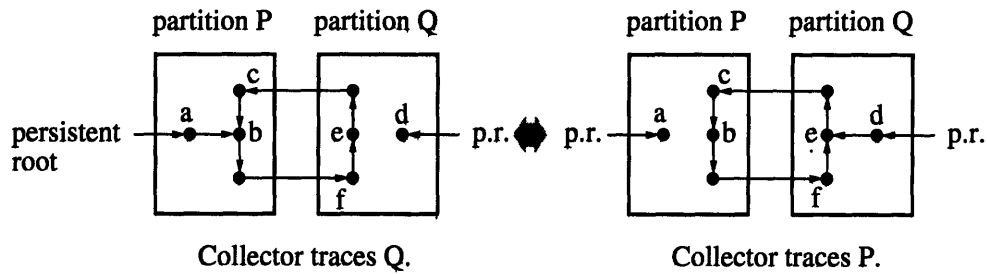 partition P partition Q partition P partition Q
c c
a d a d
persistent root b e p.r. p.r. b e p.r.
f f
Collector traces Q. Collector traces P.